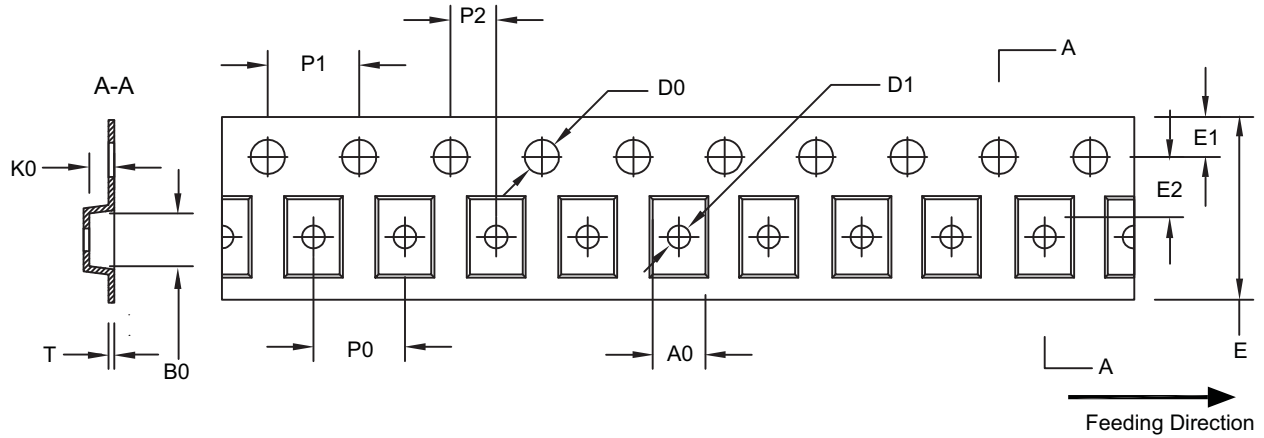 P2
A
P1
A-A
D0
D1
E1
K0
E2
P0
A0
T
B0
E
A
Feeding Direction